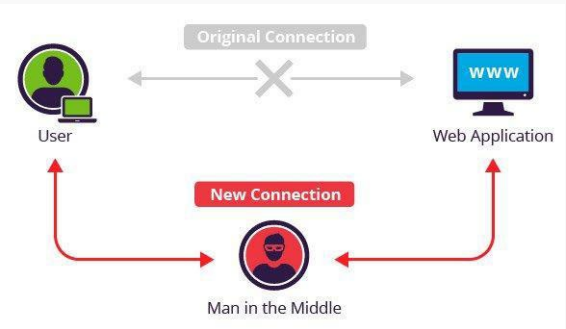 Original Connection
WWW
User
Web Application
New Connection
Man in the Middle